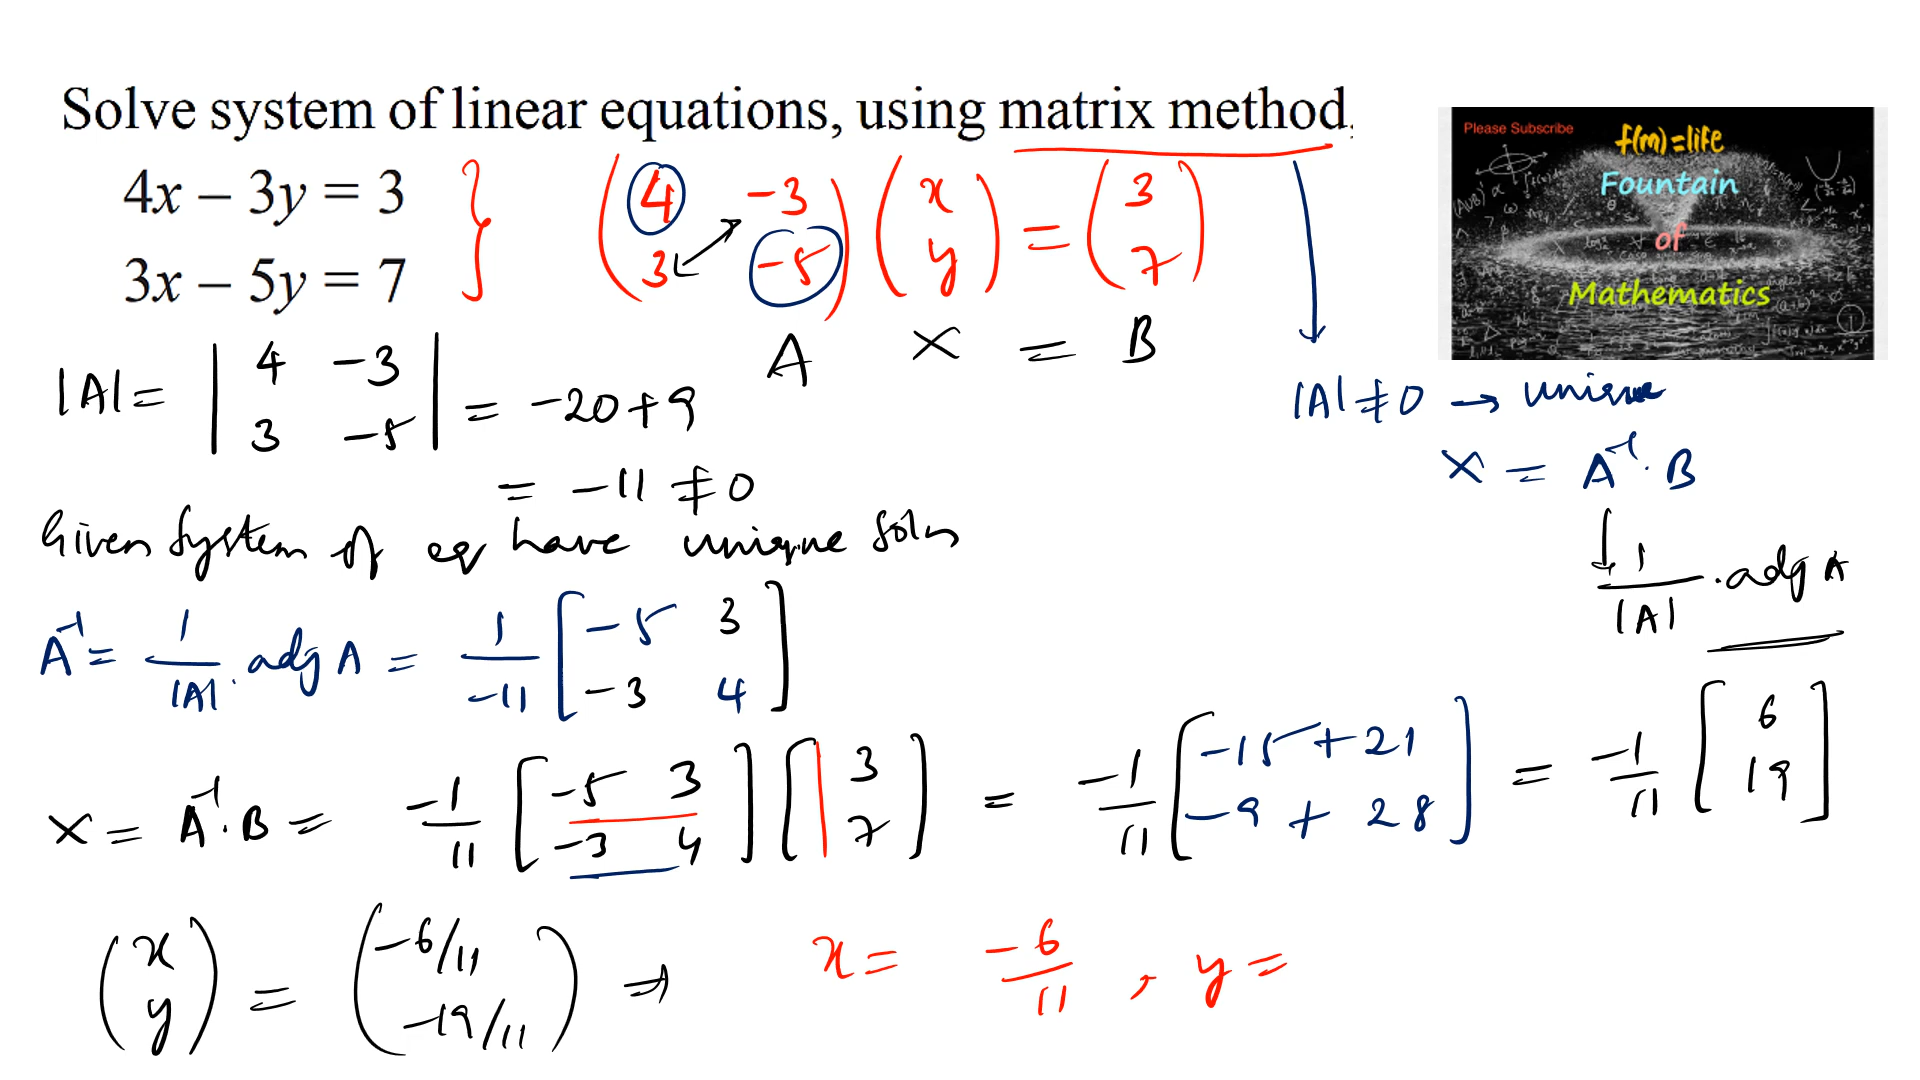 Solve system of linear equations, using matrix method,
4x – 3y = 3
3x – 5y = 7
(4 -3) (x) = (3)
(3 -5) (y) (7)
A X = B
Please Subscribe
f(m)=life
Fountain
of
Mathematics
|A| = |4 -3|
|3 -5| = -20+9
= -11 ≠ 0
|A| ≠ 0 → unique
X = A⁻¹ · B
1/|A| · adj A
Given System of eq have unique Soln
A⁻¹ = 1/|A| · adj A = 1/-11 [-5 3]
[-3 4]
X = A⁻¹ · B = -1/11 [-5 3] [3] = -1/11 [-15+21] = -1/11 [6]
[-3 4] [7] [-9+28] [19]
(x) = (-6/11) ⇒ x = -6/11 , y =
(y) (-19/11)